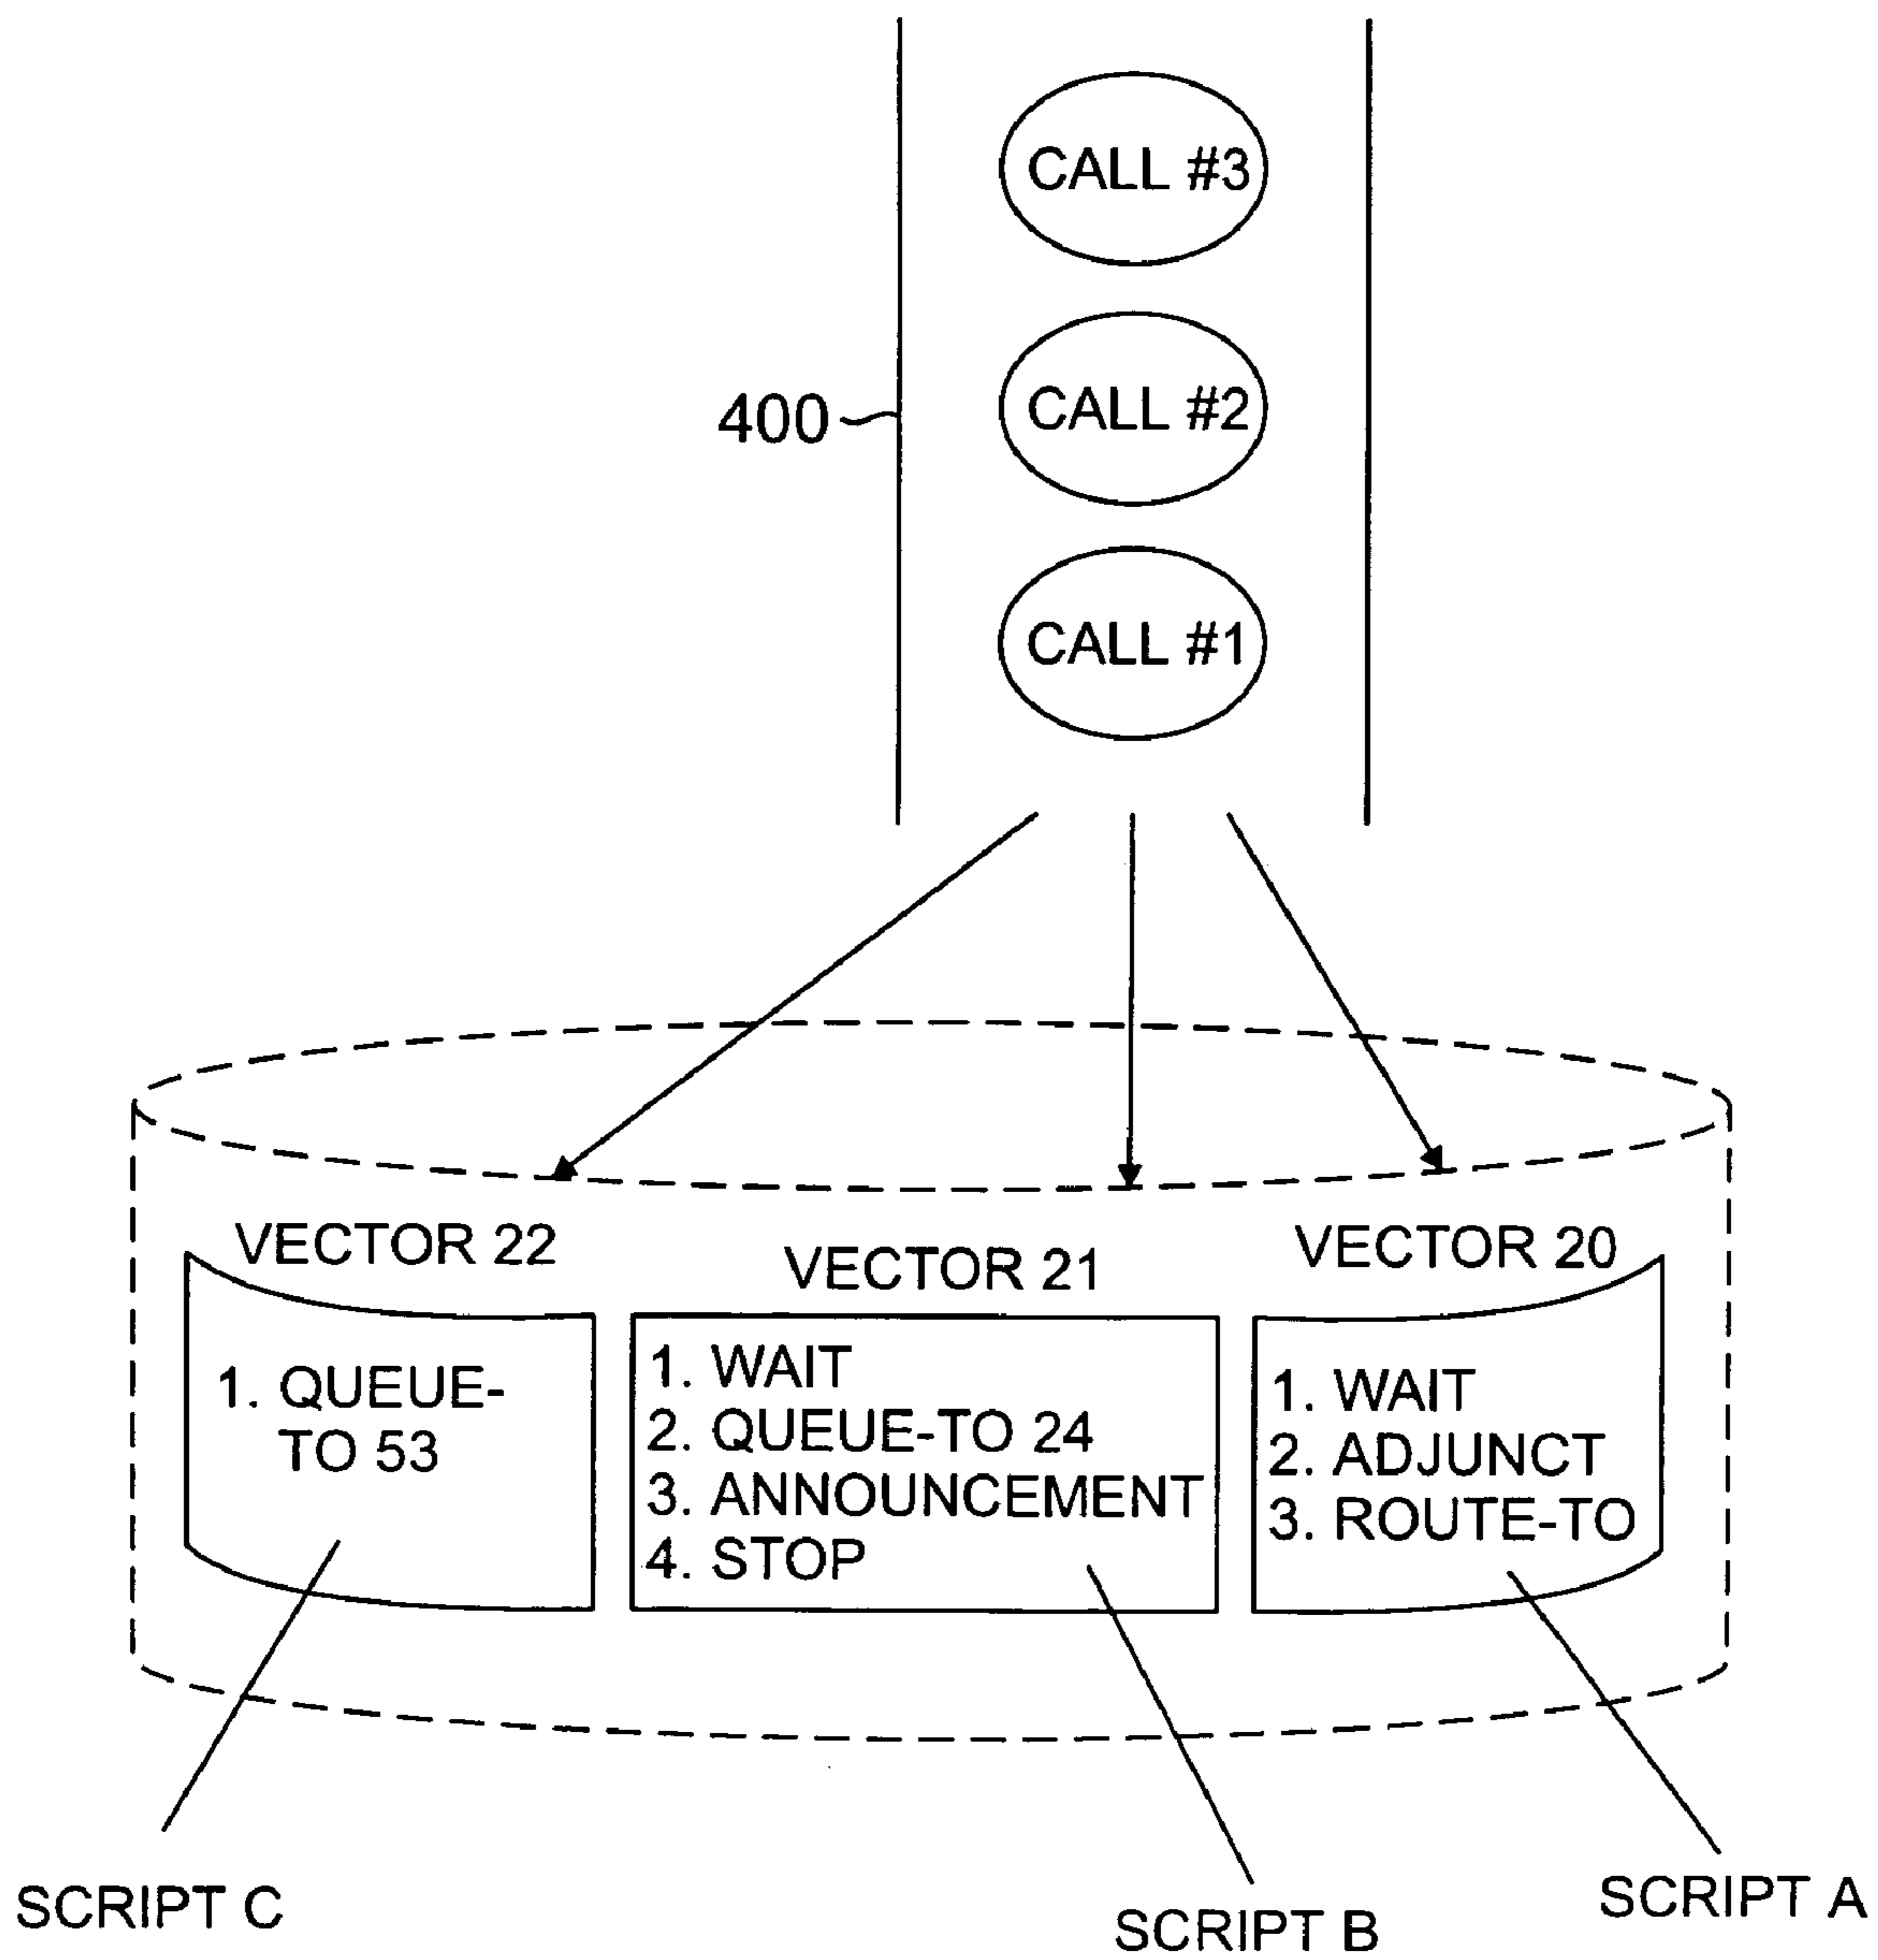 CALL #3
CALL #2
400
CALL #1
VECTOR 22
VECTOR 21
VECTOR 20
1. QUEUE-
TO 53
1. WAIT
2. QUEUE-TO 24
3. ANNOUNCEMENT
4. STOP
1. WAIT
2. ADJUNCT
3. ROUTE-TO
SCRIPT C
SCRIPT B
SCRIPT A